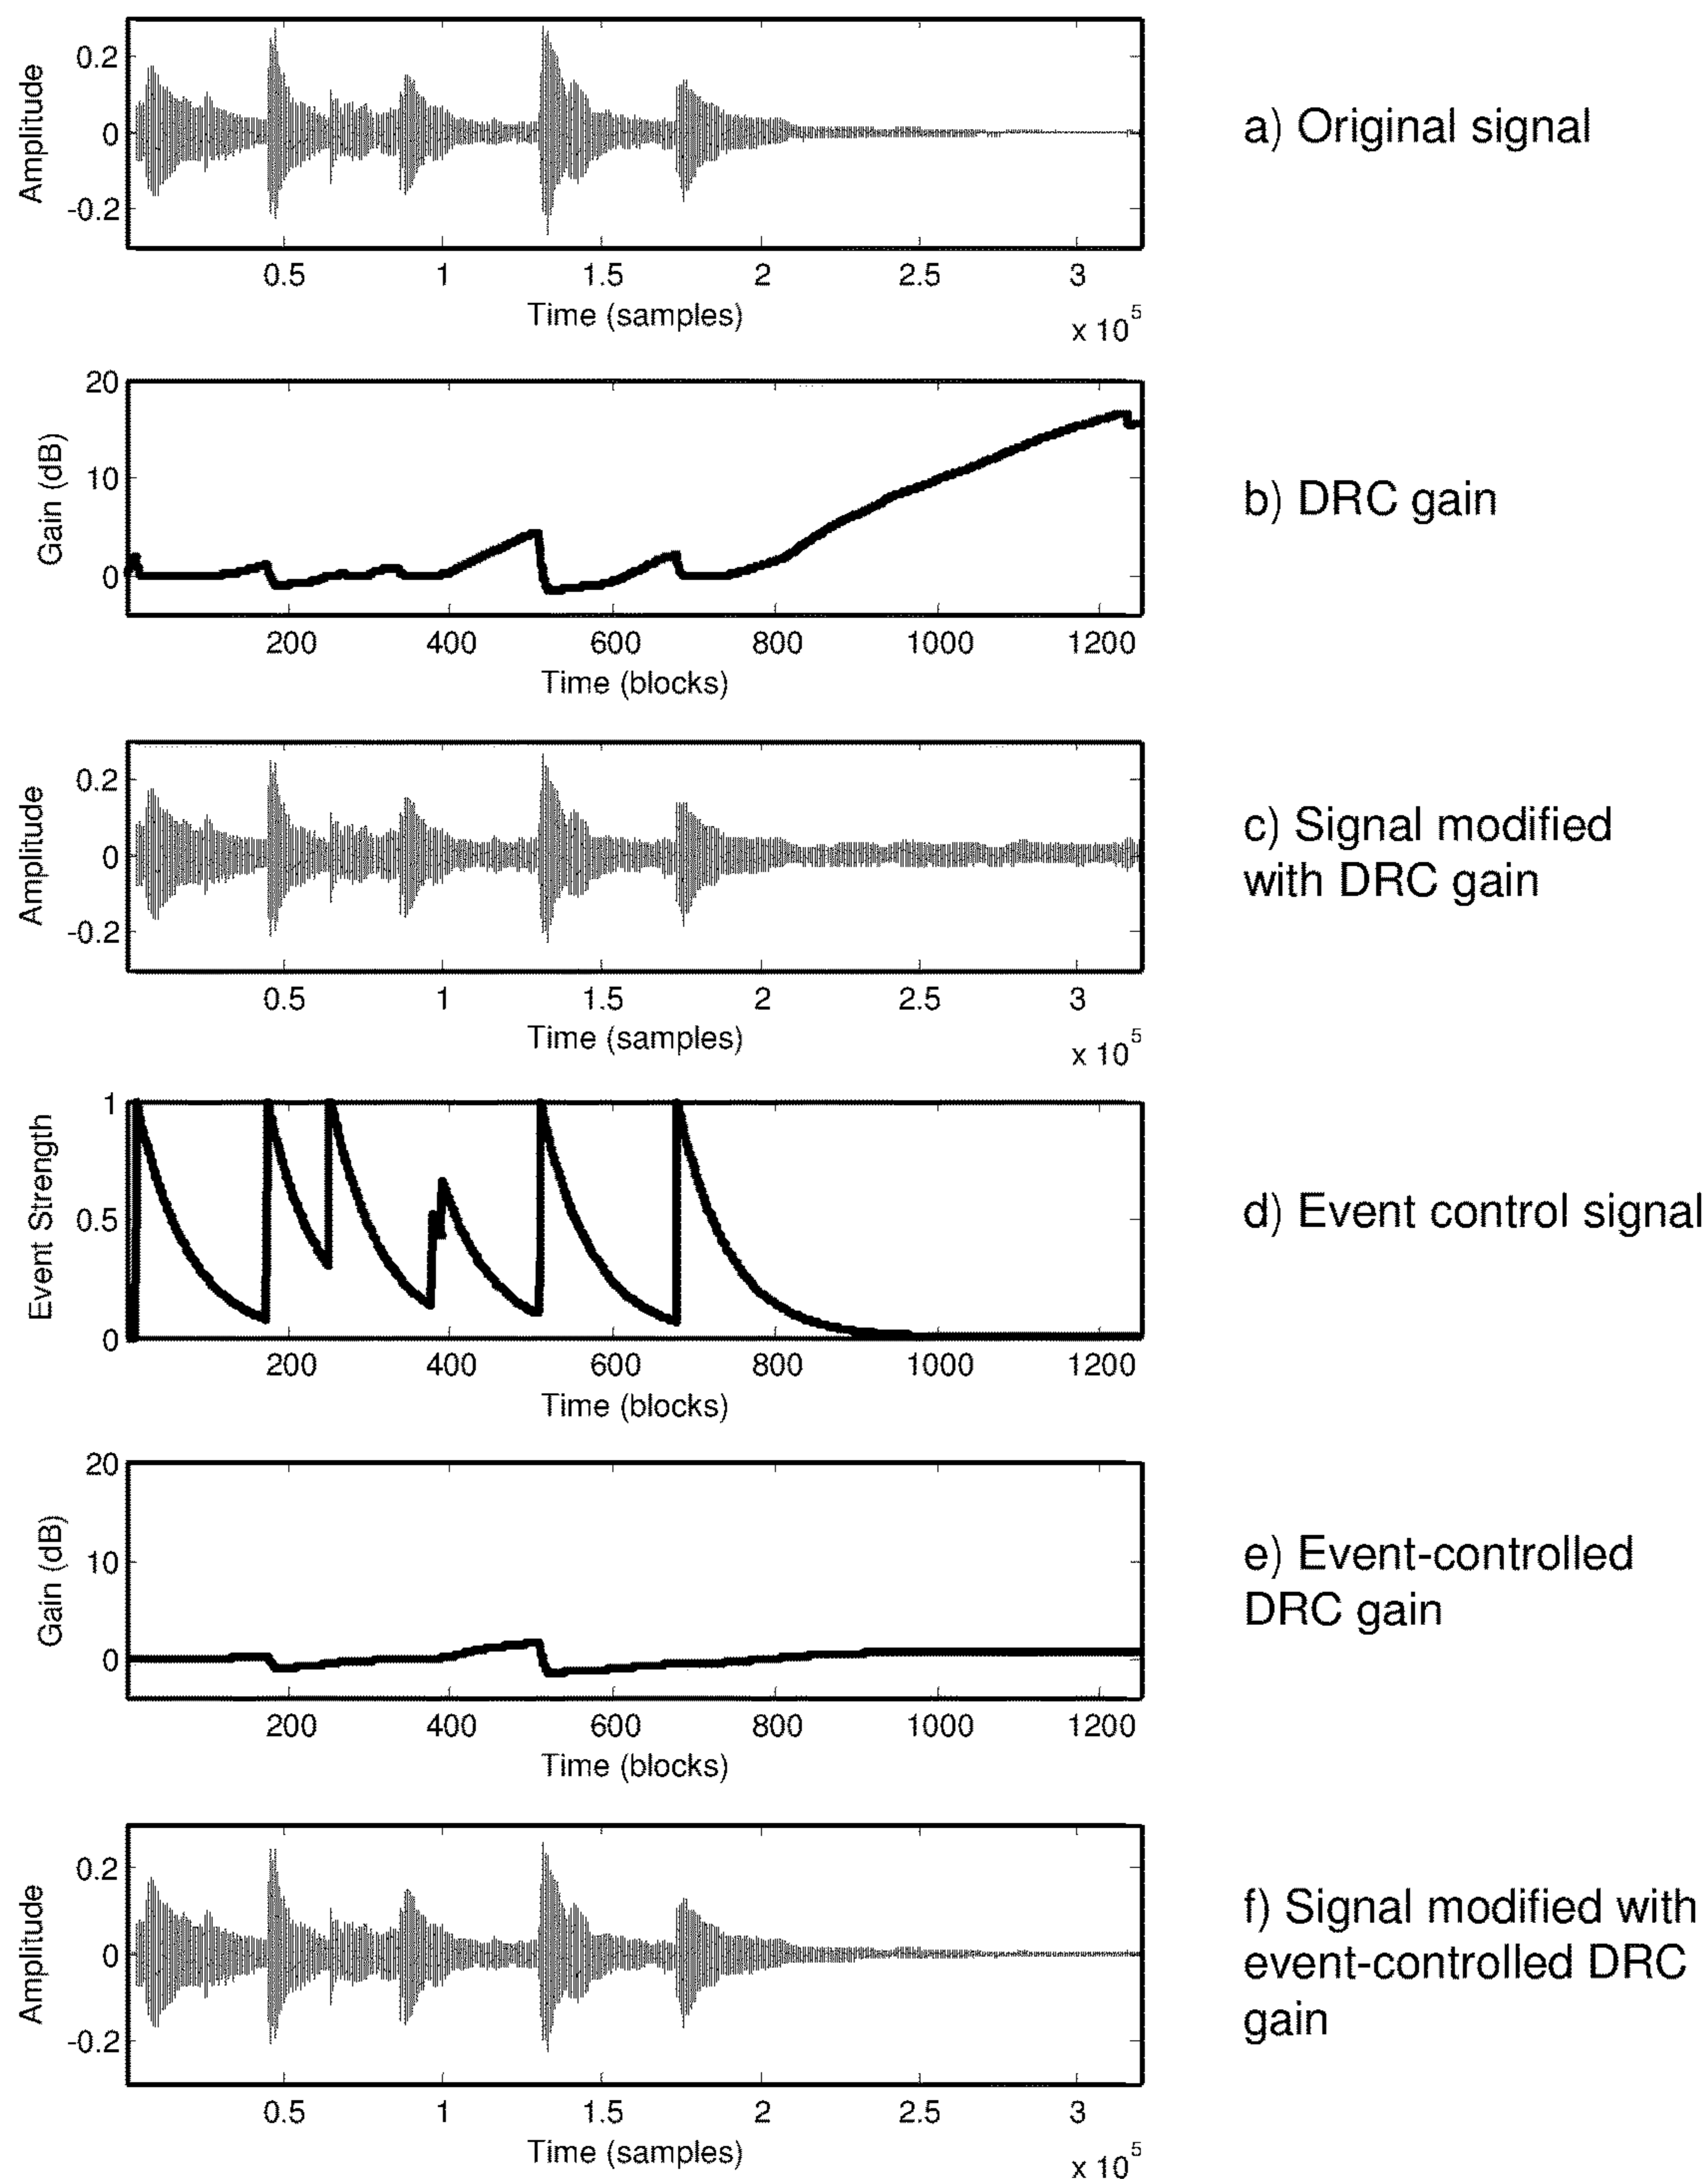 0.2
0
-0.2
Amplitude
0.5 1 1.5 2 2.5 3
Time (samples)
x 10^5
a) Original signal
20
10
0
Gain (dB)
200 400 600 800 1000 1200
Time (blocks)
b) DRC gain
0.2
0
-0.2
Amplitude
0.5 1 1.5 2 2.5 3
Time (samples)
x 10^5
c) Signal modified
with DRC gain
1
0.5
0
Event Strength
200 400 600 800 1000 1200
Time (blocks)
d) Event control signal
20
10
0
Gain (dB)
200 400 600 800 1000 1200
Time (blocks)
e) Event-controlled
DRC gain
0.2
0
-0.2
Amplitude
0.5 1 1.5 2 2.5 3
Time (samples)
x 10^5
f) Signal modified with
event-controlled DRC
gain